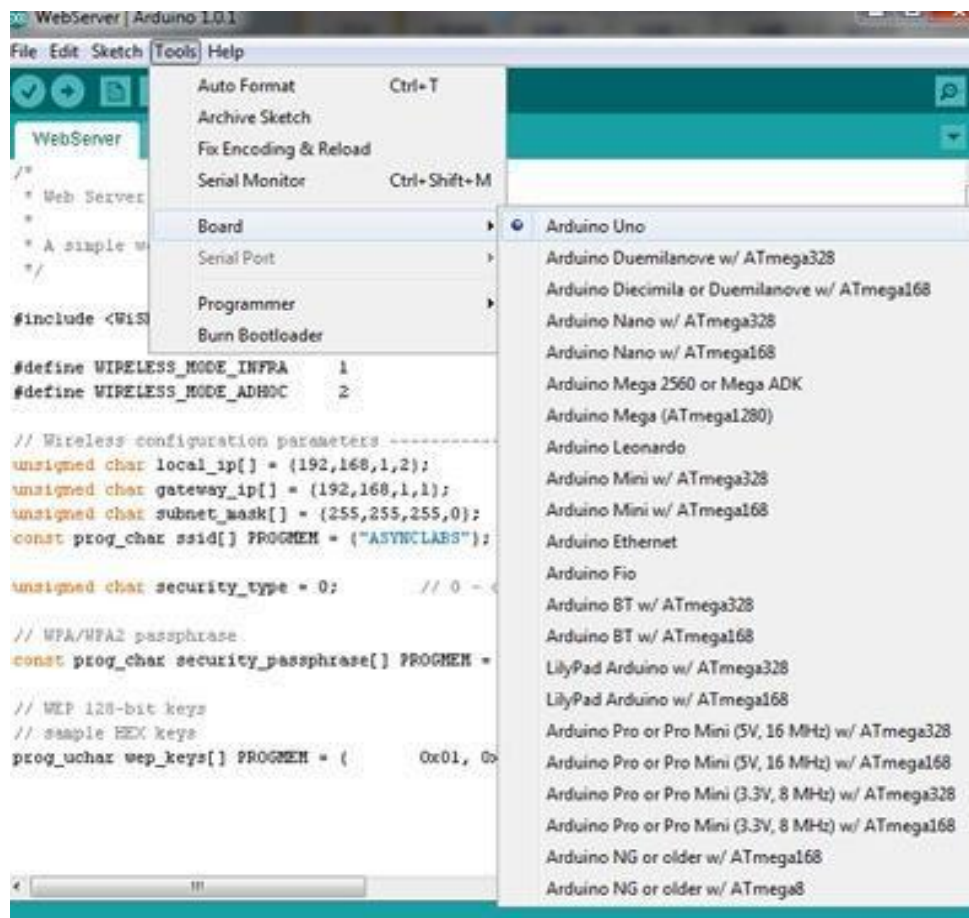 WebServer | Arduino 1.0.1
File Edit Sketch Tools Help
Auto Format Ctrl+T
Archive Sketch
Fix Encoding & Reload
Serial Monitor Ctrl+Shift+M
Board
Serial Port
Programmer
Burn Bootloader
Arduino Uno
Arduino Duemilanove w/ ATmega328
Arduino Diecimila or Duemilanove w/ ATmega168
Arduino Nano w/ ATmega328
Arduino Nano w/ ATmega168
Arduino Mega 2560 or Mega ADK
Arduino Mega (ATmega1280)
Arduino Leonardo
Arduino Mini w/ ATmega328
Arduino Mini w/ ATmega168
Arduino Ethernet
Arduino Fio
Arduino BT w/ ATmega328
Arduino BT w/ ATmega168
LilyPad Arduino w/ ATmega328
LilyPad Arduino w/ ATmega168
Arduino Pro or Pro Mini (5V, 16 MHz) w/ ATmega328
Arduino Pro or Pro Mini (5V, 16 MHz) w/ ATmega168
Arduino Pro or Pro Mini (3.3V, 8 MHz) w/ ATmega328
Arduino Pro or Pro Mini (3.3V, 8 MHz) w/ ATmega168
Arduino NG or older w/ ATmega168
Arduino NG or older w/ ATmega8
WebServer
/*
* Web Server
*
* A simple w
*/
#include <WiS
#define WIRELESS_MODE_INFRA 1
#define WIRELESS_MODE_ADHOC 2
// Wireless configuration parameters ------------
unsigned char local_ip[] = {192,168,1,2};
unsigned char gateway_ip[] = {192,168,1,1};
unsigned char subnet_mask[] = {255,255,255,0};
const prog_char ssid[] PROGMEM = {"ASYNCLABS"};
unsigned char security_type = 0; // 0 -
// WPA/WPA2 passphrase
const prog_char security_passphrase[] PROGMEM =
// WEP 128-bit keys
// sample HEX keys
prog_uchar wep_keys[] PROGMEM = { 0x01, 0x